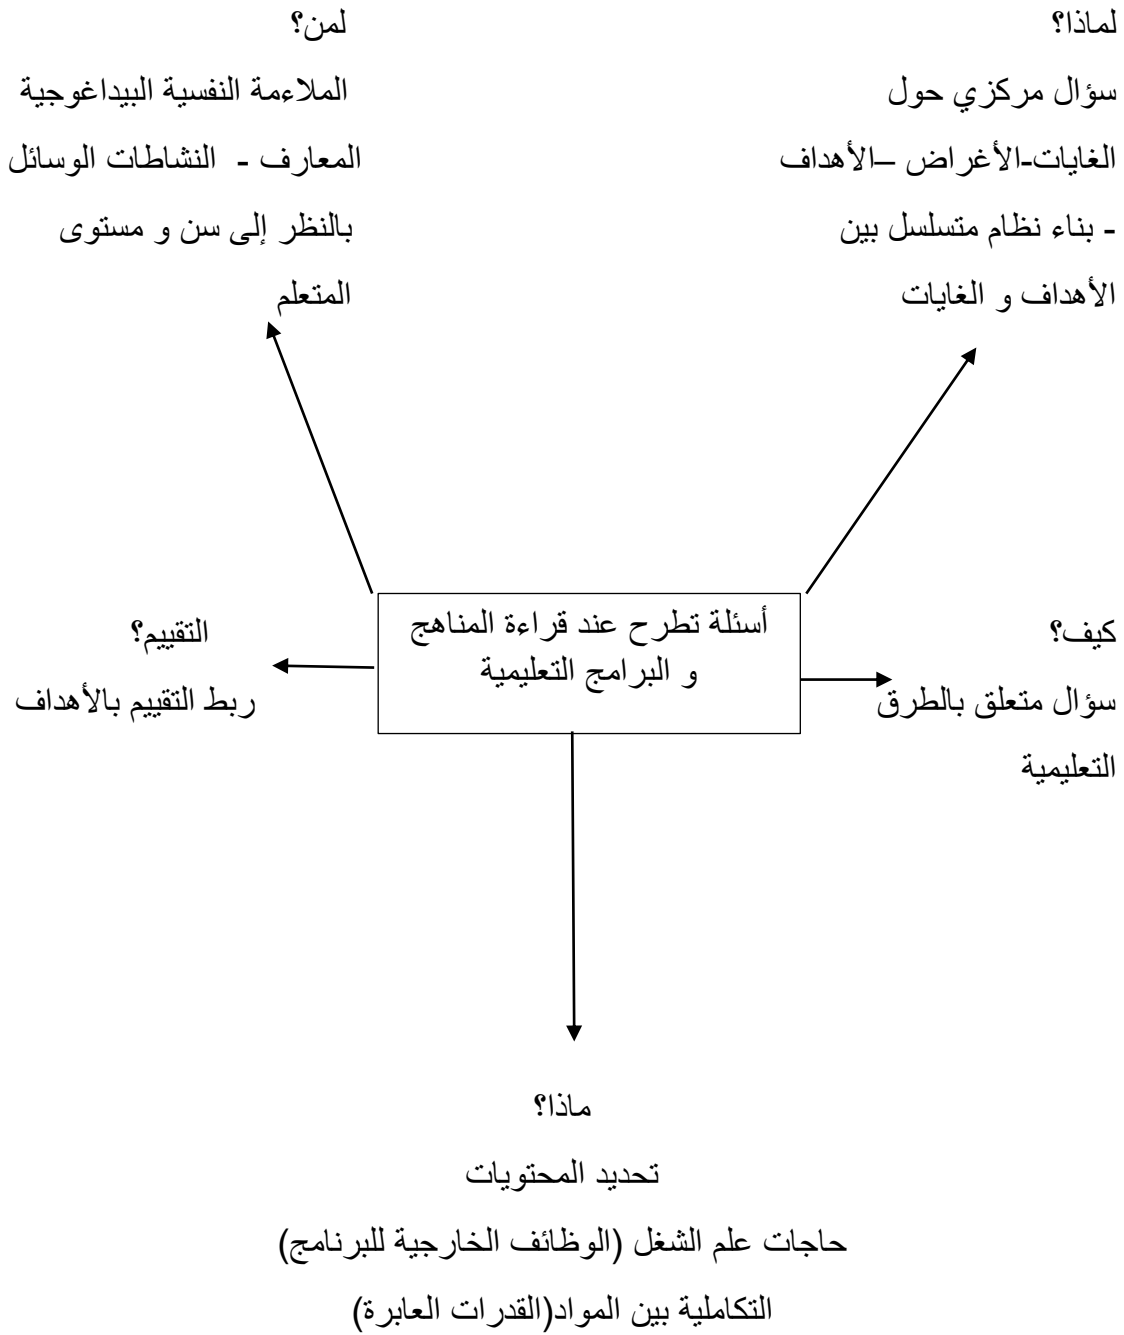 لماذا؟
سؤال مركزي حول
الغايات-الأغراض –الأهداف
- بناء نظام متسلسل بين
الأهداف و الغايات
لمن؟
الملاءمة النفسية البيداغوجية
المعارف - النشاطات الوسائل
بالنظر إلى سن و مستوى
المتعلم
أسئلة تطرح عند قراءة المناهج
و البرامج التعليمية
كيف؟
سؤال متعلق بالطرق
التعليمية
التقييم؟
ربط التقييم بالأهداف
ماذا؟
تحديد المحتويات
حاجات علم الشغل (الوظائف الخارجية للبرنامج)
التكاملية بين المواد(القدرات العابرة)